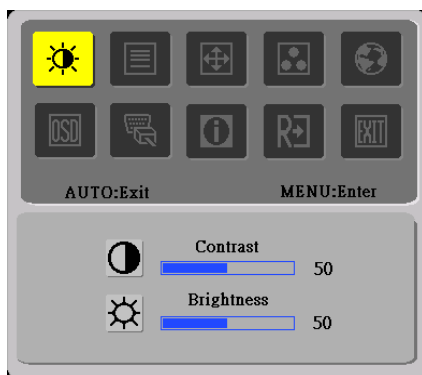 OSD
R
EXIT
AUTO:Exit MENU:Enter
Contrast
50
Brightness
50